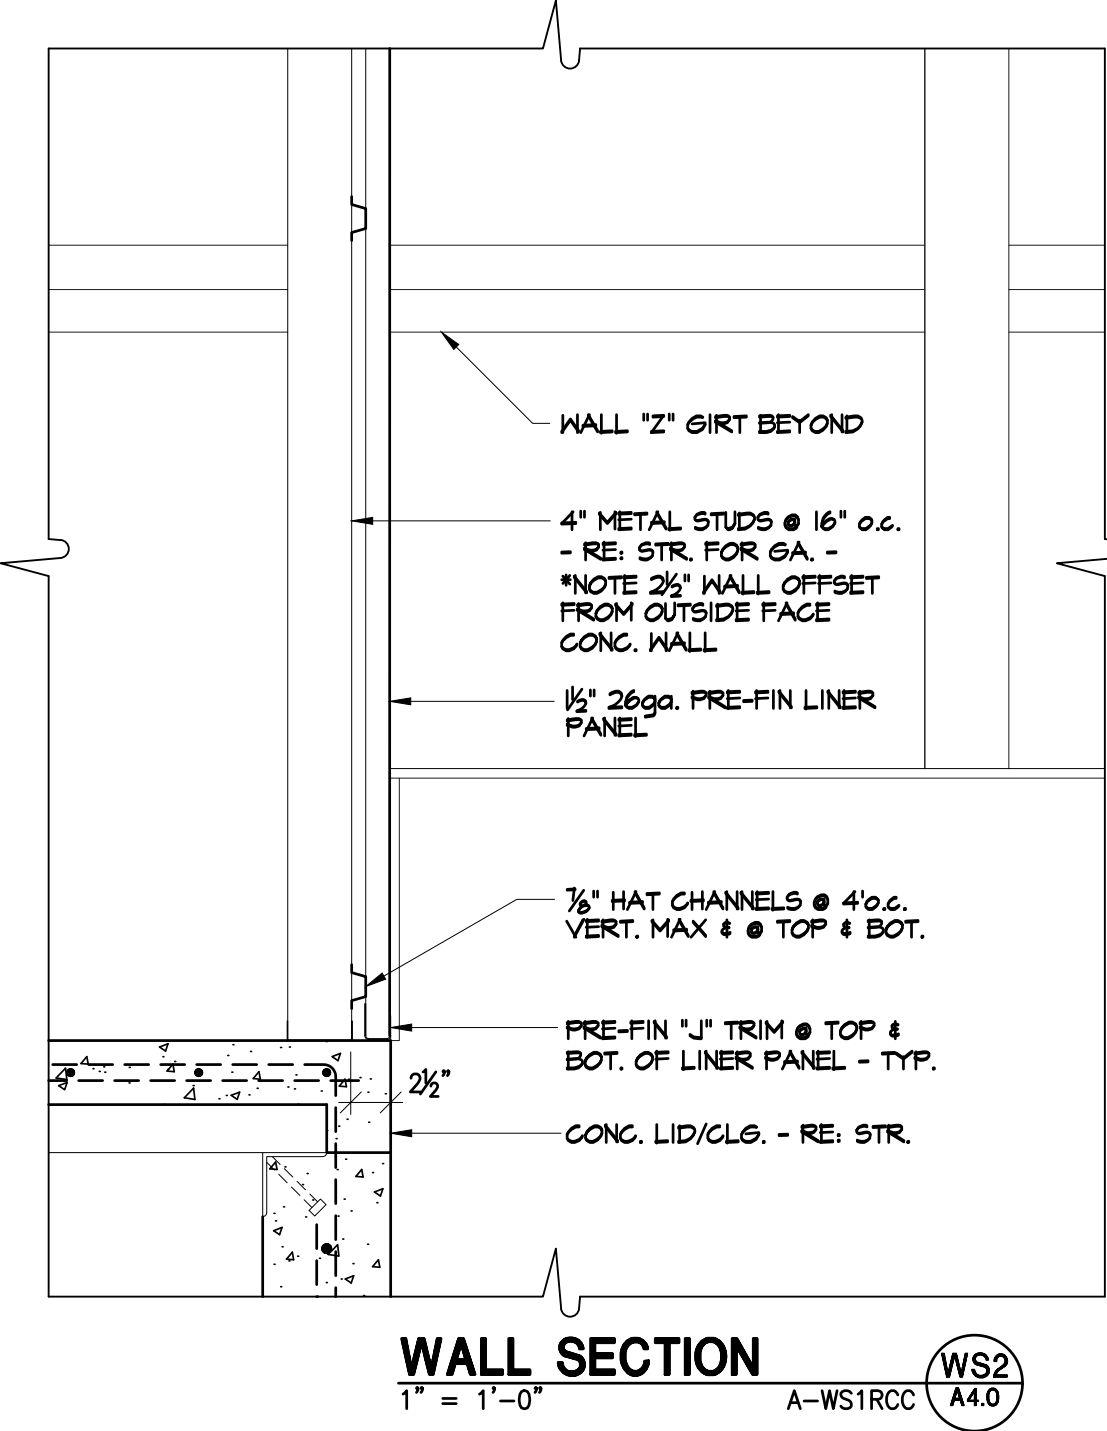 WALL "Z" GIRT BEYOND
4" METAL STUDS @ 16" o.c.
- RE: STR. FOR GA. -
*NOTE 2½" WALL OFFSET
FROM OUTSIDE FACE
CONC. WALL
1½" 26ga. PRE-FIN LINER
PANEL
⅞" HAT CHANNELS @ 4'o.c.
VERT. MAX & @ TOP & BOT.
PRE-FIN "J" TRIM @ TOP &
BOT. OF LINER PANEL - TYP.
2½"
CONC. LID/CLG. - RE: STR.
WALL SECTION
1" = 1'-0"
A-WS1RCC
WS2
A4.0